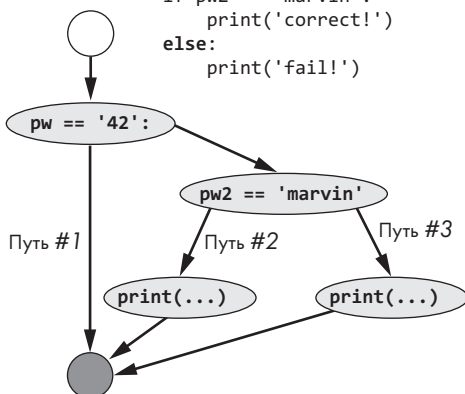 print('correct!')
else:
print('fail!')
pw == '42':
pw2 == 'marvin'
Путь #1
Путь #2
Путь #3
print(...)
print(...)